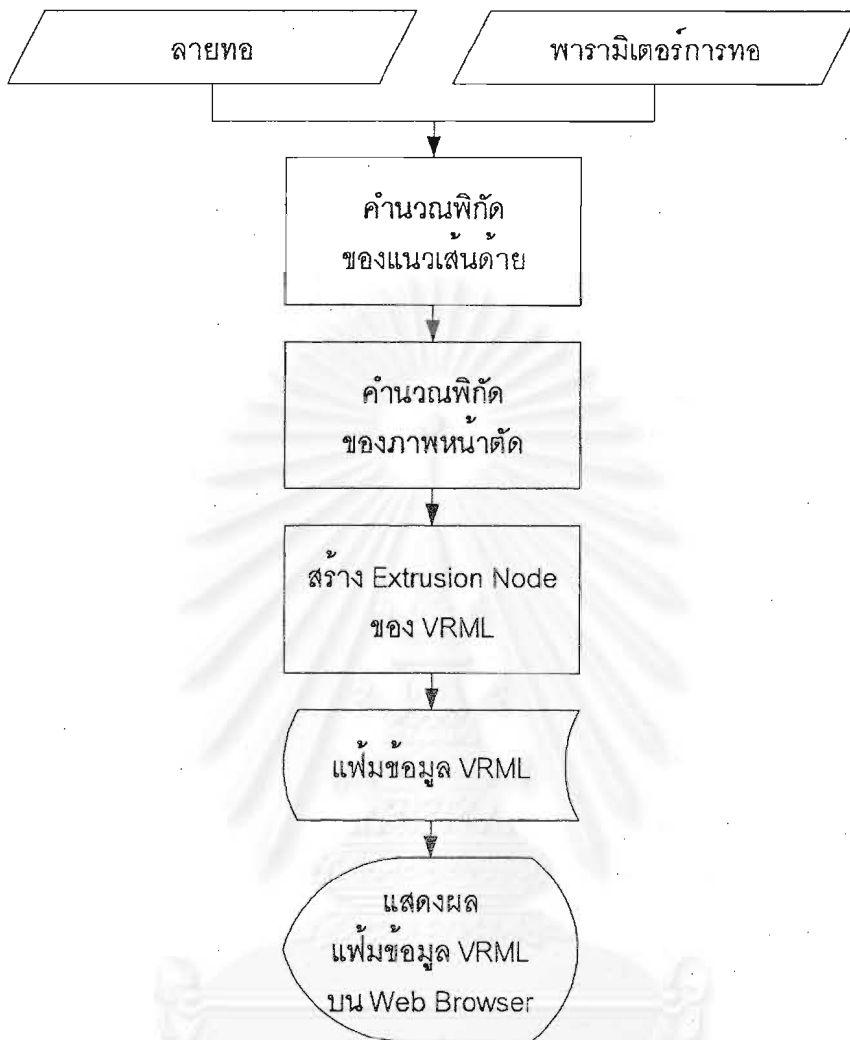 ลายทอ
พารามิเตอร์การทอ
คำนวณพิกัด
ของแนวเส้นด้าย
คำนวณพิกัด
ของภาพหน้าตัด
สร้าง Extrusion Node
ของ VRML
แฟ้มข้อมูล VRML
แสดงผล
แฟ้มข้อมูล VRML
บน Web Browser